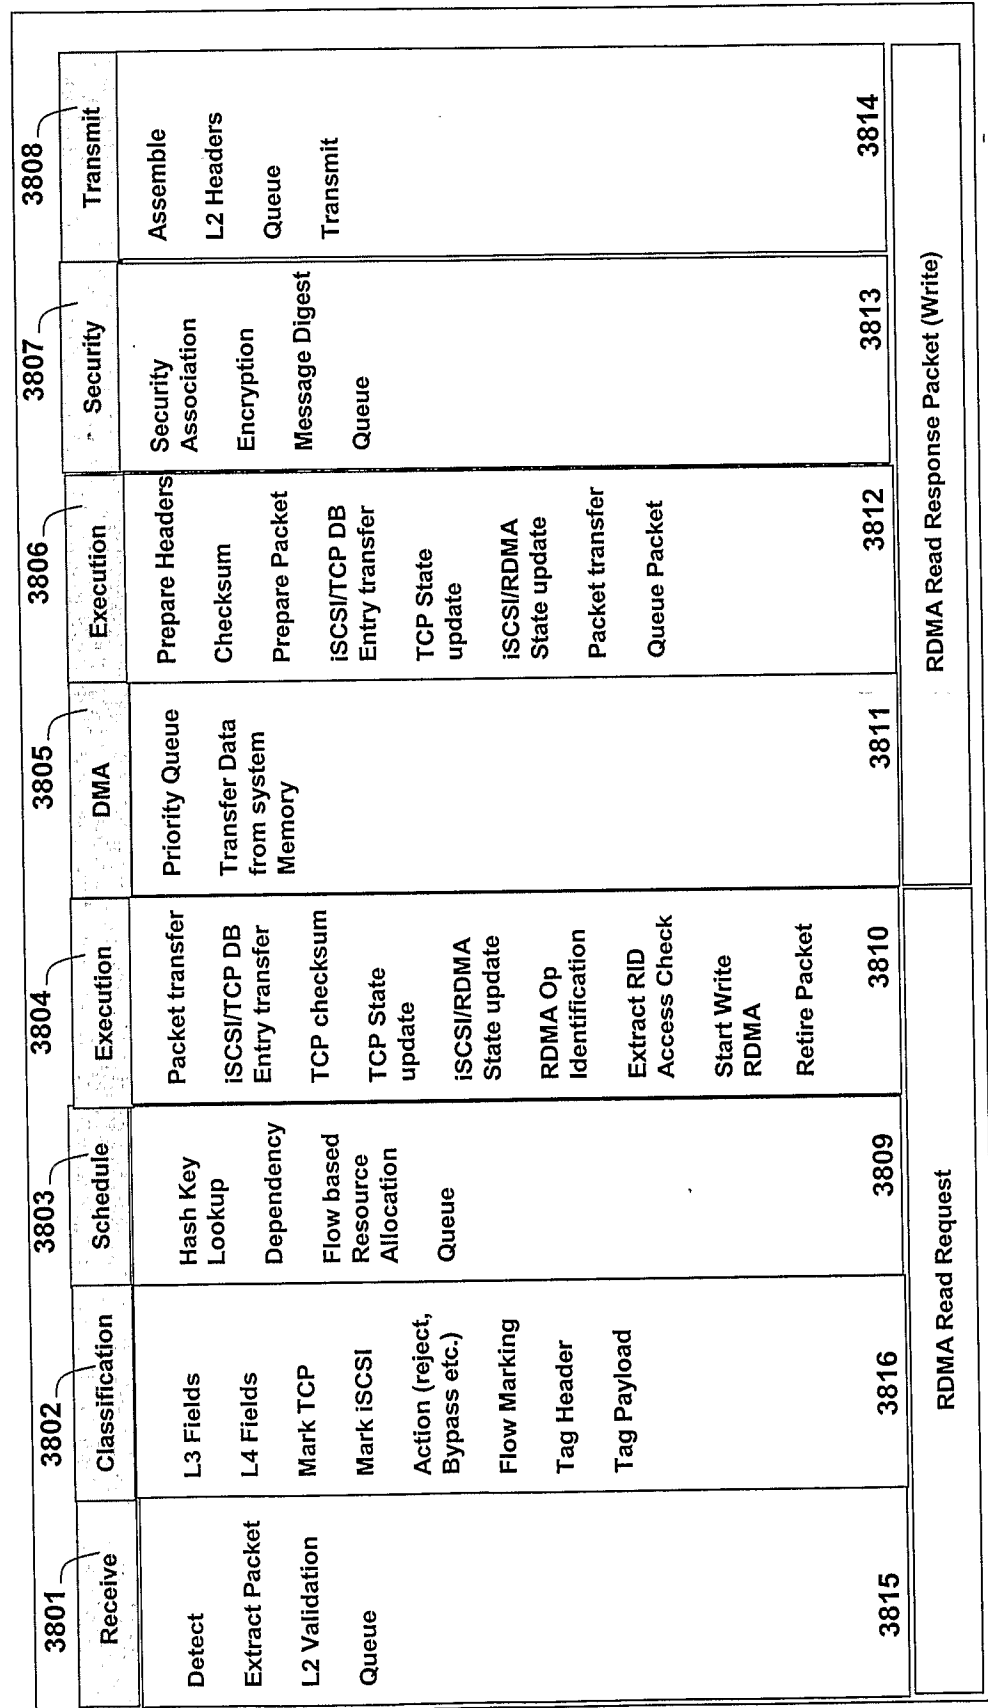 3801
3802
3803
3804
3805
3806
3807
3808
Receive
Classification
Schedule
Execution
DMA
Execution
Security
Transmit
Detect
Extract Packet
L2 Validation
Queue
3815
L3 Fields
L4 Fields
Mark TCP
Mark iSCSI
Action (reject,
Bypass etc.)
Flow Marking
Tag Header
Tag Payload
3816
Hash Key
Lookup
Dependency
Flow based
Resource
Allocation
Queue
3809
Packet transfer
iSCSI/TCP DB
Entry transfer
TCP checksum
TCP State
update
iSCSI/RDMA
State update
RDMA Op
Identification
Extract RID
Access Check
Start Write
RDMA
Retire Packet
3810
Priority Queue
Transfer Data
from system
Memory
3811
Prepare Headers
Checksum
Prepare Packet
iSCSI/TCP DB
Entry transfer
TCP State
update
iSCSI/RDMA
State update
Packet transfer
Queue Packet
3812
Security
Association
Encryption
Message Digest
Queue
3813
Assemble
L2 Headers
Queue
Transmit
3814
RDMA Read Request
RDMA Read Response Packet (Write)